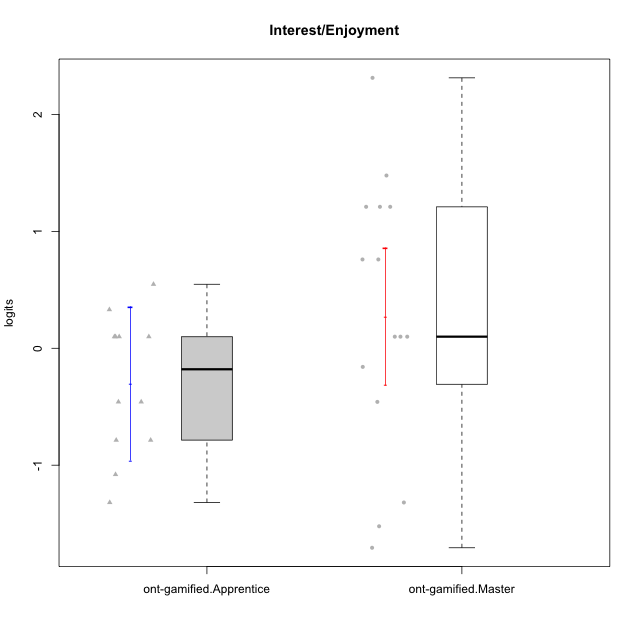 Interest/Enjoyment
logits
2
1
0
-1
ont-gamified.Apprentice
ont-gamified.Master